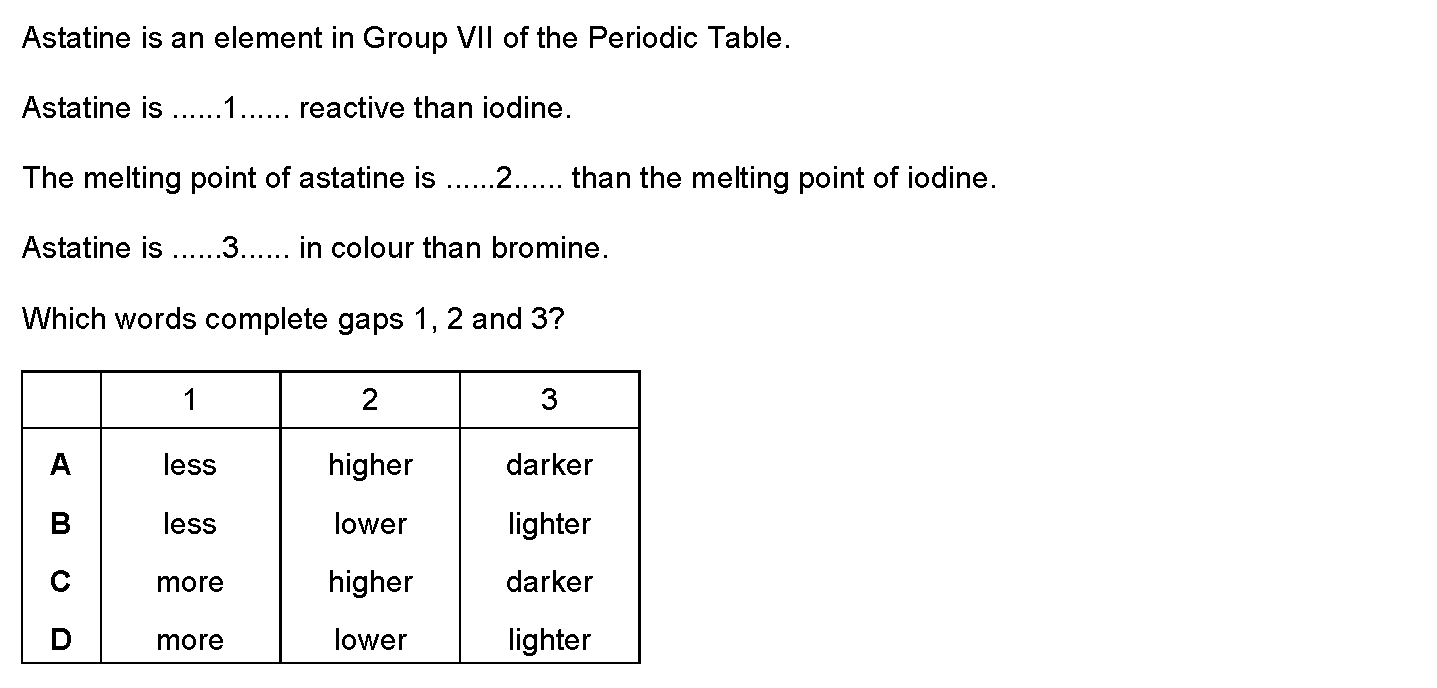 Astatine is an element in Group VII of the Periodic Table.
Astatine is ......1...... reactive than iodine.
The melting point of astatine is ......2...... than the melting point of iodine.
Astatine is ......3...... in colour than bromine.
Which words complete gaps 1, 2 and 3?
1 2 3
A less higher darker
B less lower lighter
C more higher darker
D more lower lighter